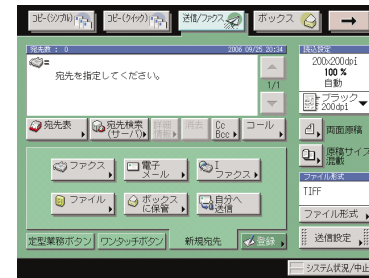 コピー(シンプル)
コピー(クイック)
送信/ファクス
ボックス
宛先数 : 0
2006 09/25 20:34
宛先を指定してください。
1/1
宛先表
宛先検索
(サーバ)
詳細
情報
消去
Cc
Bcc
コール
ファクス
電子
メール
I
ファクス
ファイル
ボックス
に保管
自分へ
送信
定型業務ボタン
ワンタッチボタン
新規宛先
登録
読込設定
200x200dpi
100 %
自動
ブラック
200dpi
両面原稿
原稿サイズ
混載
ファイル形式
TIFF
ファイル形式
送信設定
システム状況/中止